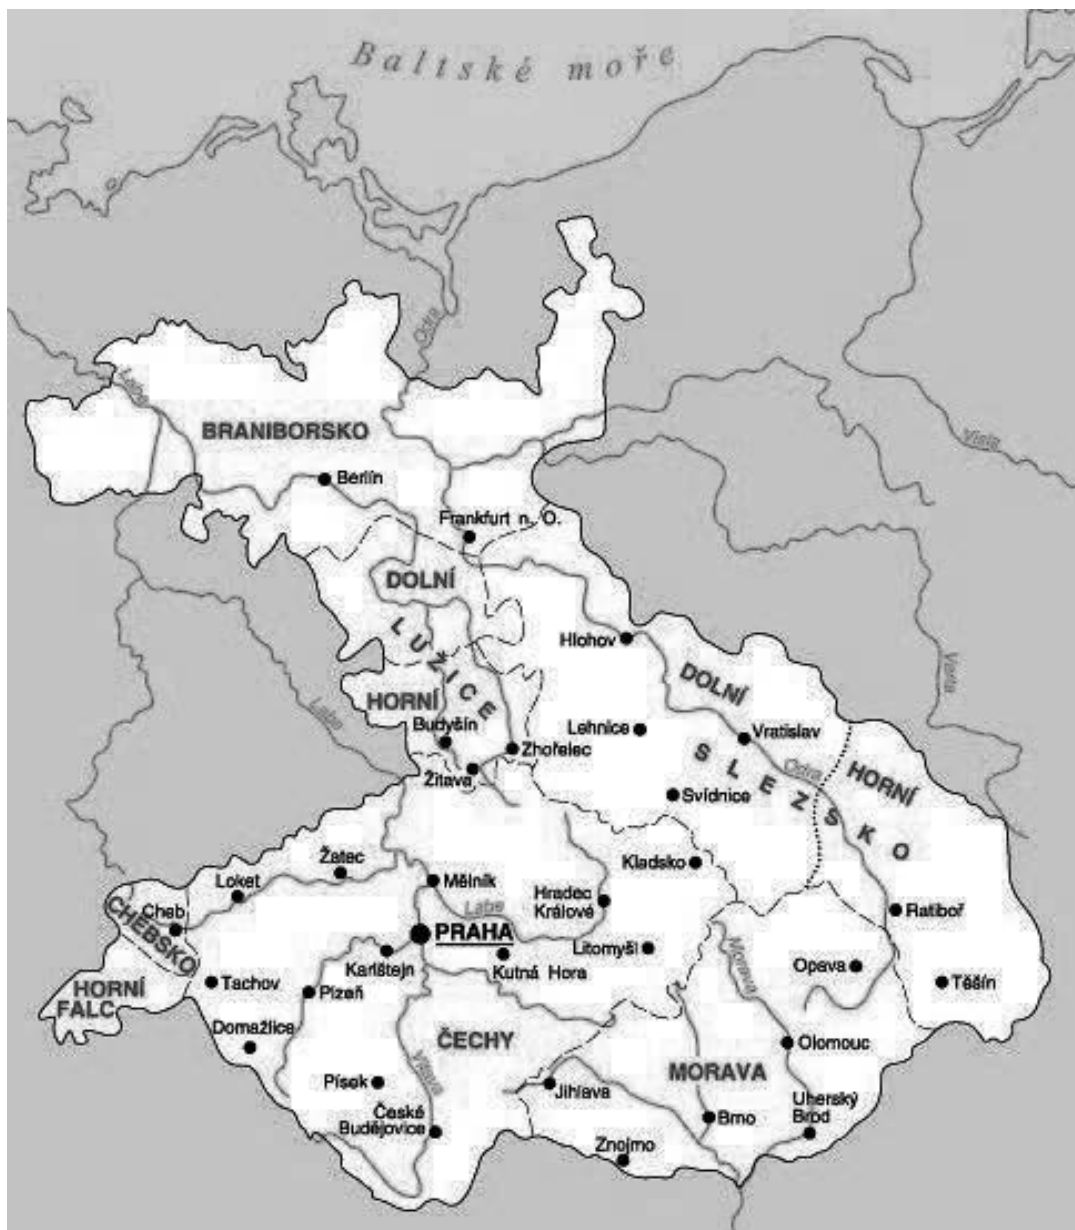 Baltské moře
Odra
Labe
Visla
BRANIBORSKO
Berlín
Frankfurt n. O.
DOLNÍ
LUŽICE
HORNÍ
Budyšín
Zhořelec
Žitava
Hlohov
DOLNÍ
Lehnice
Vratislav
Varta
Labe
Odra
HORNÍ
SLEZSKO
Svídnice
Kladsko
Žatec
Loket
Mělník
Labe
Hradec
Králové
Ratiboř
Cheb
CHEBSKO
PRAHA
Karlštejn
Kutná Hora
Litomyšl
Morava
Opava
Těšín
HORNÍ
FALC
Tachov
Plzeň
Domažlice
ČECHY
Olomouc
Vltava
Písek
MORAVA
Jihlava
České
Budějovice
Brno
Uherský
Brod
Znojmo